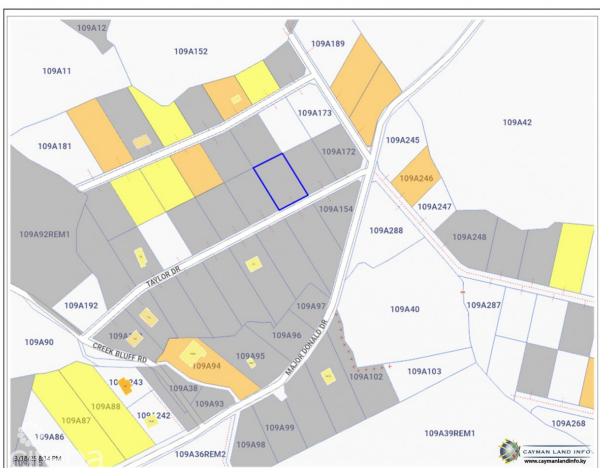 109A12
109A152
109A189
109A11
109A173
109A42
109A181
109A245
109A172
109A246
109A154
109A247
109A92REM1
109A288
109A248
TAYLOR DR
109A192
109A97
109A40
109A287
109A90
109A96
CREEK BLUFF RD
109A95
109A94
MAJOR DONALD DR
109A102
109A103
109A38
109A88
109A93
109A87
109A242
109A99
109A268
109A86
109A98
109A39REM1
109A36REM2
CAYMAN LAND INFO
www.caymanlandinfo.ky